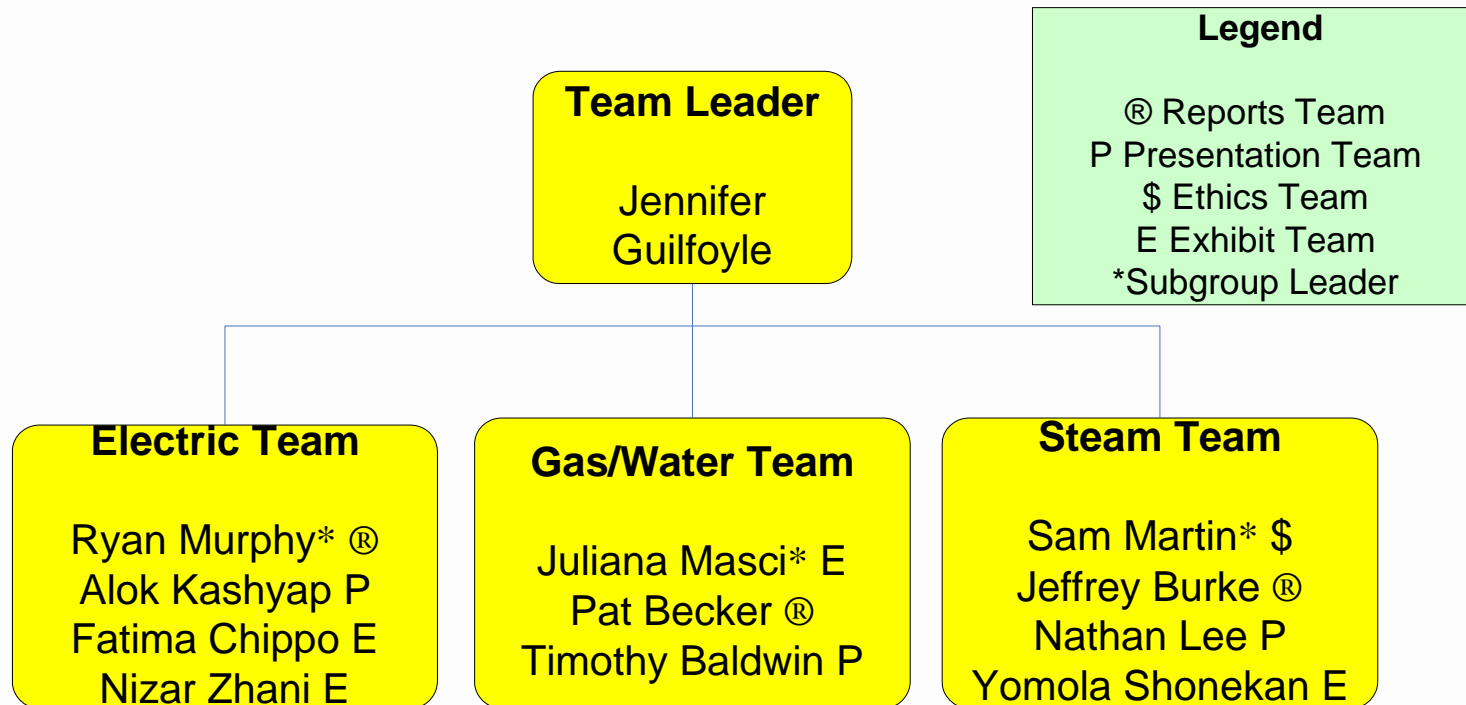 Legend
® Reports Team
P Presentation Team
$ Ethics Team
E Exhibit Team
*Subgroup Leader
Team Leader
Jennifer
Guilfoyle
Electric Team
Ryan Murphy* ®
Alok Kashyap P
Fatima Chippo E
Nizar Zhani E
Gas/Water Team
Juliana Masci* E
Pat Becker ®
Timothy Baldwin P
Steam Team
Sam Martin* $
Jeffrey Burke ®
Nathan Lee P
Yomola Shonekan E